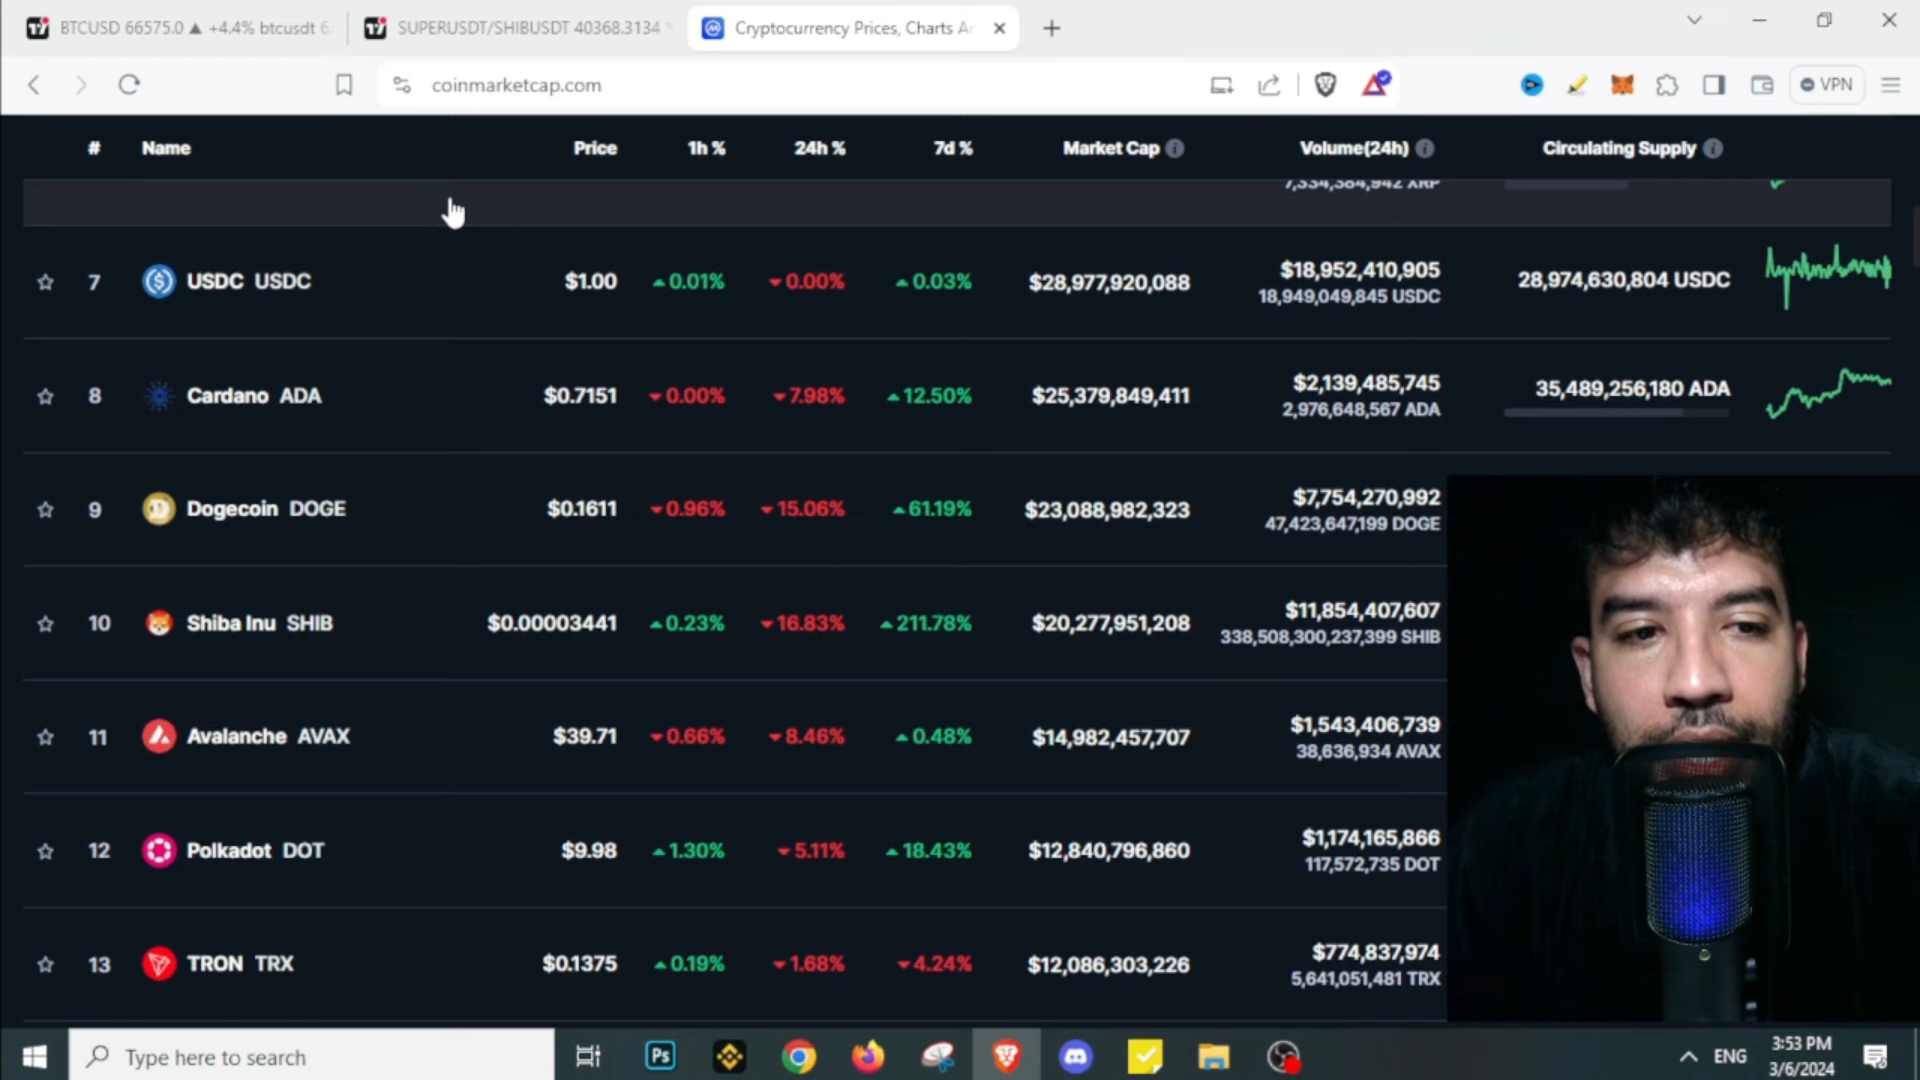 BTCUSD 66575.0 ▲ +4.4% btcusdt 6
SUPERUSDT/SHIBUSDT 40368.3134
Cryptocurrency Prices, Charts Ar
coinmarketcap.com
VPN
# Name Price 1h % 24h % 7d % Market Cap Volume(24h) Circulating Supply
7,334,384,942 XRP
7 USDC USDC $1.00 0.01% 0.00% 0.03% $28,977,920,088 $18,952,410,905 28,974,630,804 USDC
18,949,049,845 USDC
8 Cardano ADA $0.7151 0.00% 7.98% 12.50% $25,379,849,411 $2,139,485,745 35,489,256,180 ADA
2,976,648,567 ADA
9 Dogecoin DOGE $0.1611 0.96% 15.06% 61.19% $23,088,982,323 $7,754,270,992
47,423,647,199 DOGE
10 Shiba Inu SHIB $0.00003441 0.23% 16.83% 211.78% $20,277,951,208 $11,854,407,607
338,508,300,237,399 SHIB
11 Avalanche AVAX $39.71 0.66% 8.46% 0.48% $14,982,457,707 $1,543,406,739
38,636,934 AVAX
12 Polkadot DOT $9.98 1.30% 5.11% 18.43% $12,840,796,860 $1,174,165,866
117,572,735 DOT
13 TRON TRX $0.1375 0.19% 1.68% 4.24% $12,086,303,226 $774,837,974
5,641,051,481 TRX
Type here to search
Ps
ENG
3:53 PM
3/6/2024